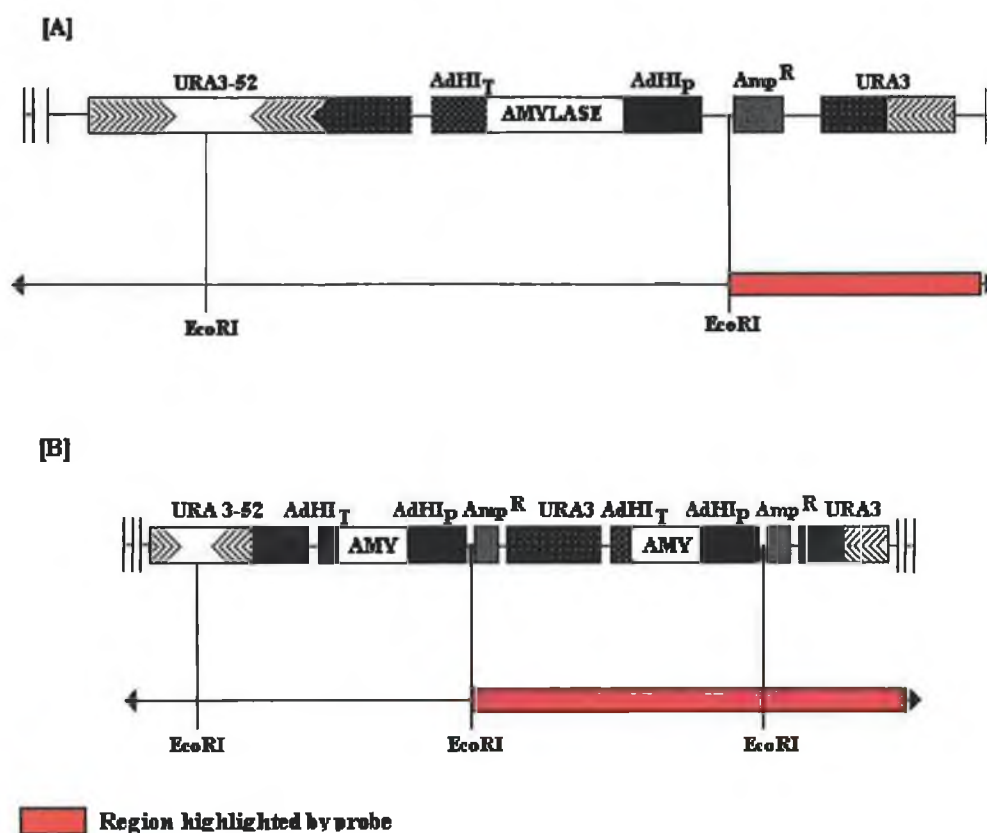 [A]
URA3-52 AdHI T AdHI P Amp R URA3
AMYLASE
EcoRI EcoRI
[B]
URA 3-52 AdHI T AdHI P Amp R URA3 AdHI T AdHI P Amp R URA3
AMY AMY
EcoRI EcoRI EcoRI
Region highlighted by probe